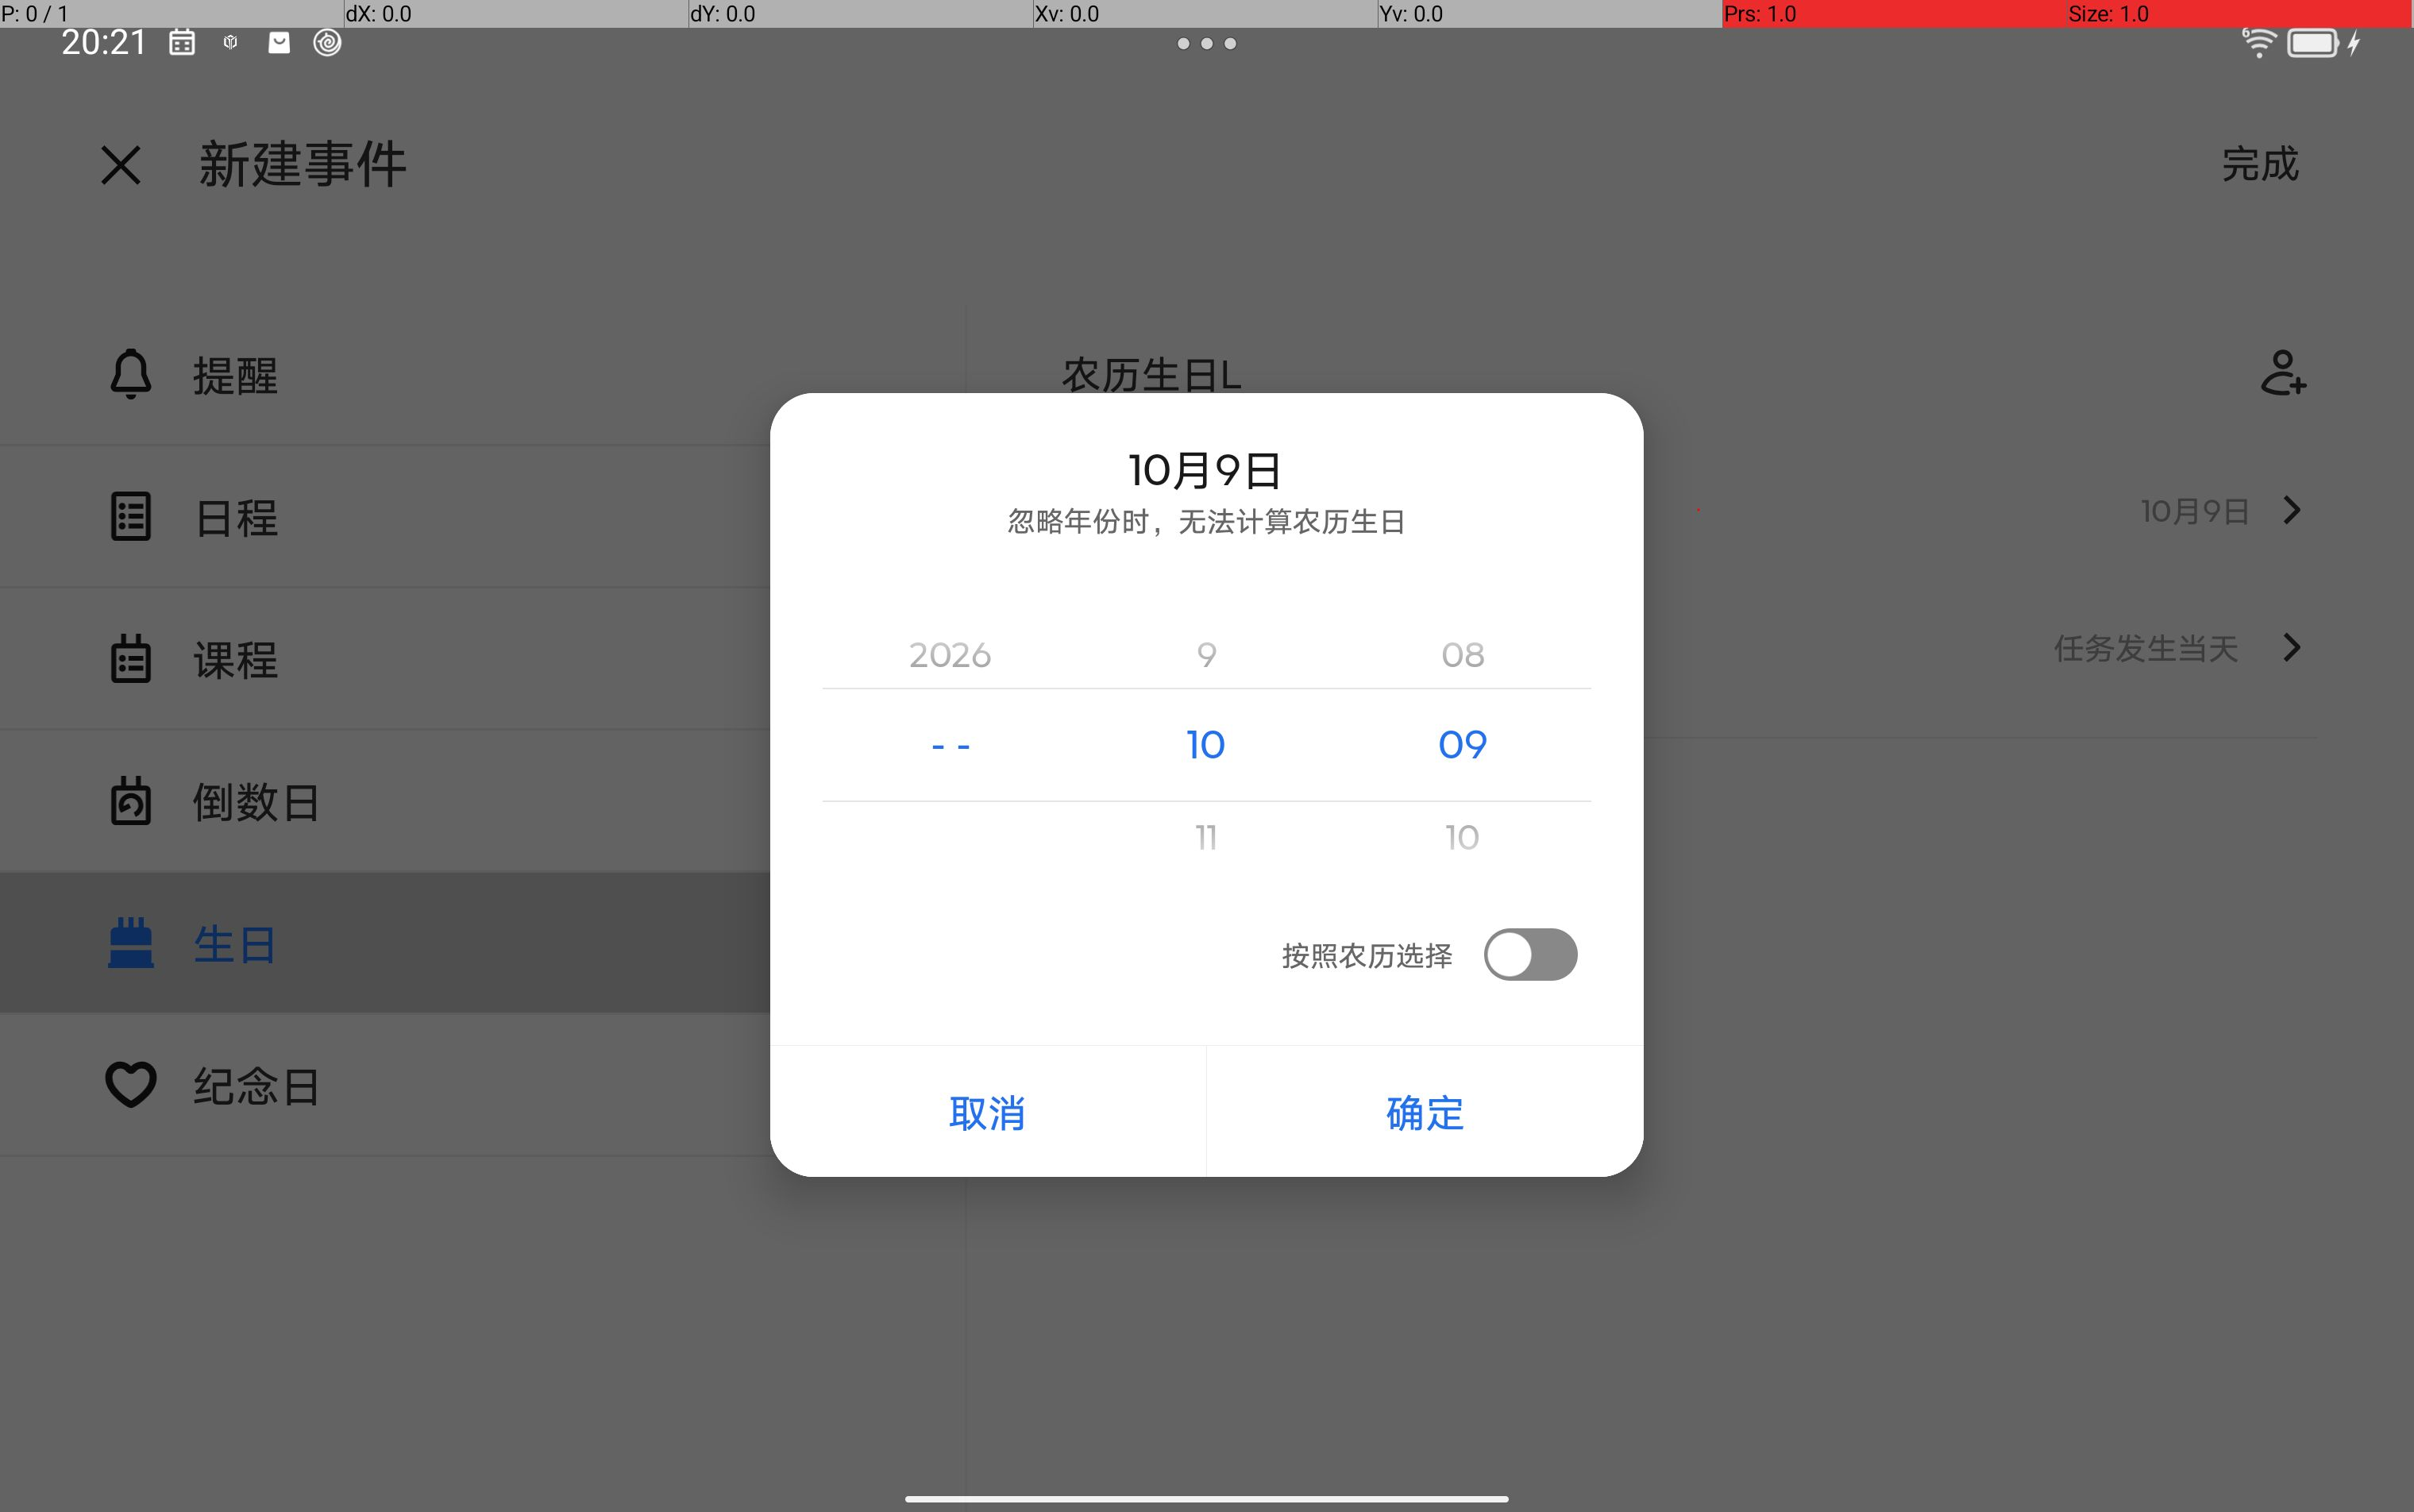 P: 0 / 1 dX: 0.0 dY: 0.0 Xv: 0.0 Yv: 0.0 Prs: 1.0 Size: 1.0
20:21 6
新建事件 完成
提醒
日程
课程
倒数日
生日
纪念日
农历生日L
10月9日
任务发生当天
10月9日
忽略年份时，无法计算农历生日
2026 9 08
-- 10 09
11 10
按照农历选择
取消 确定